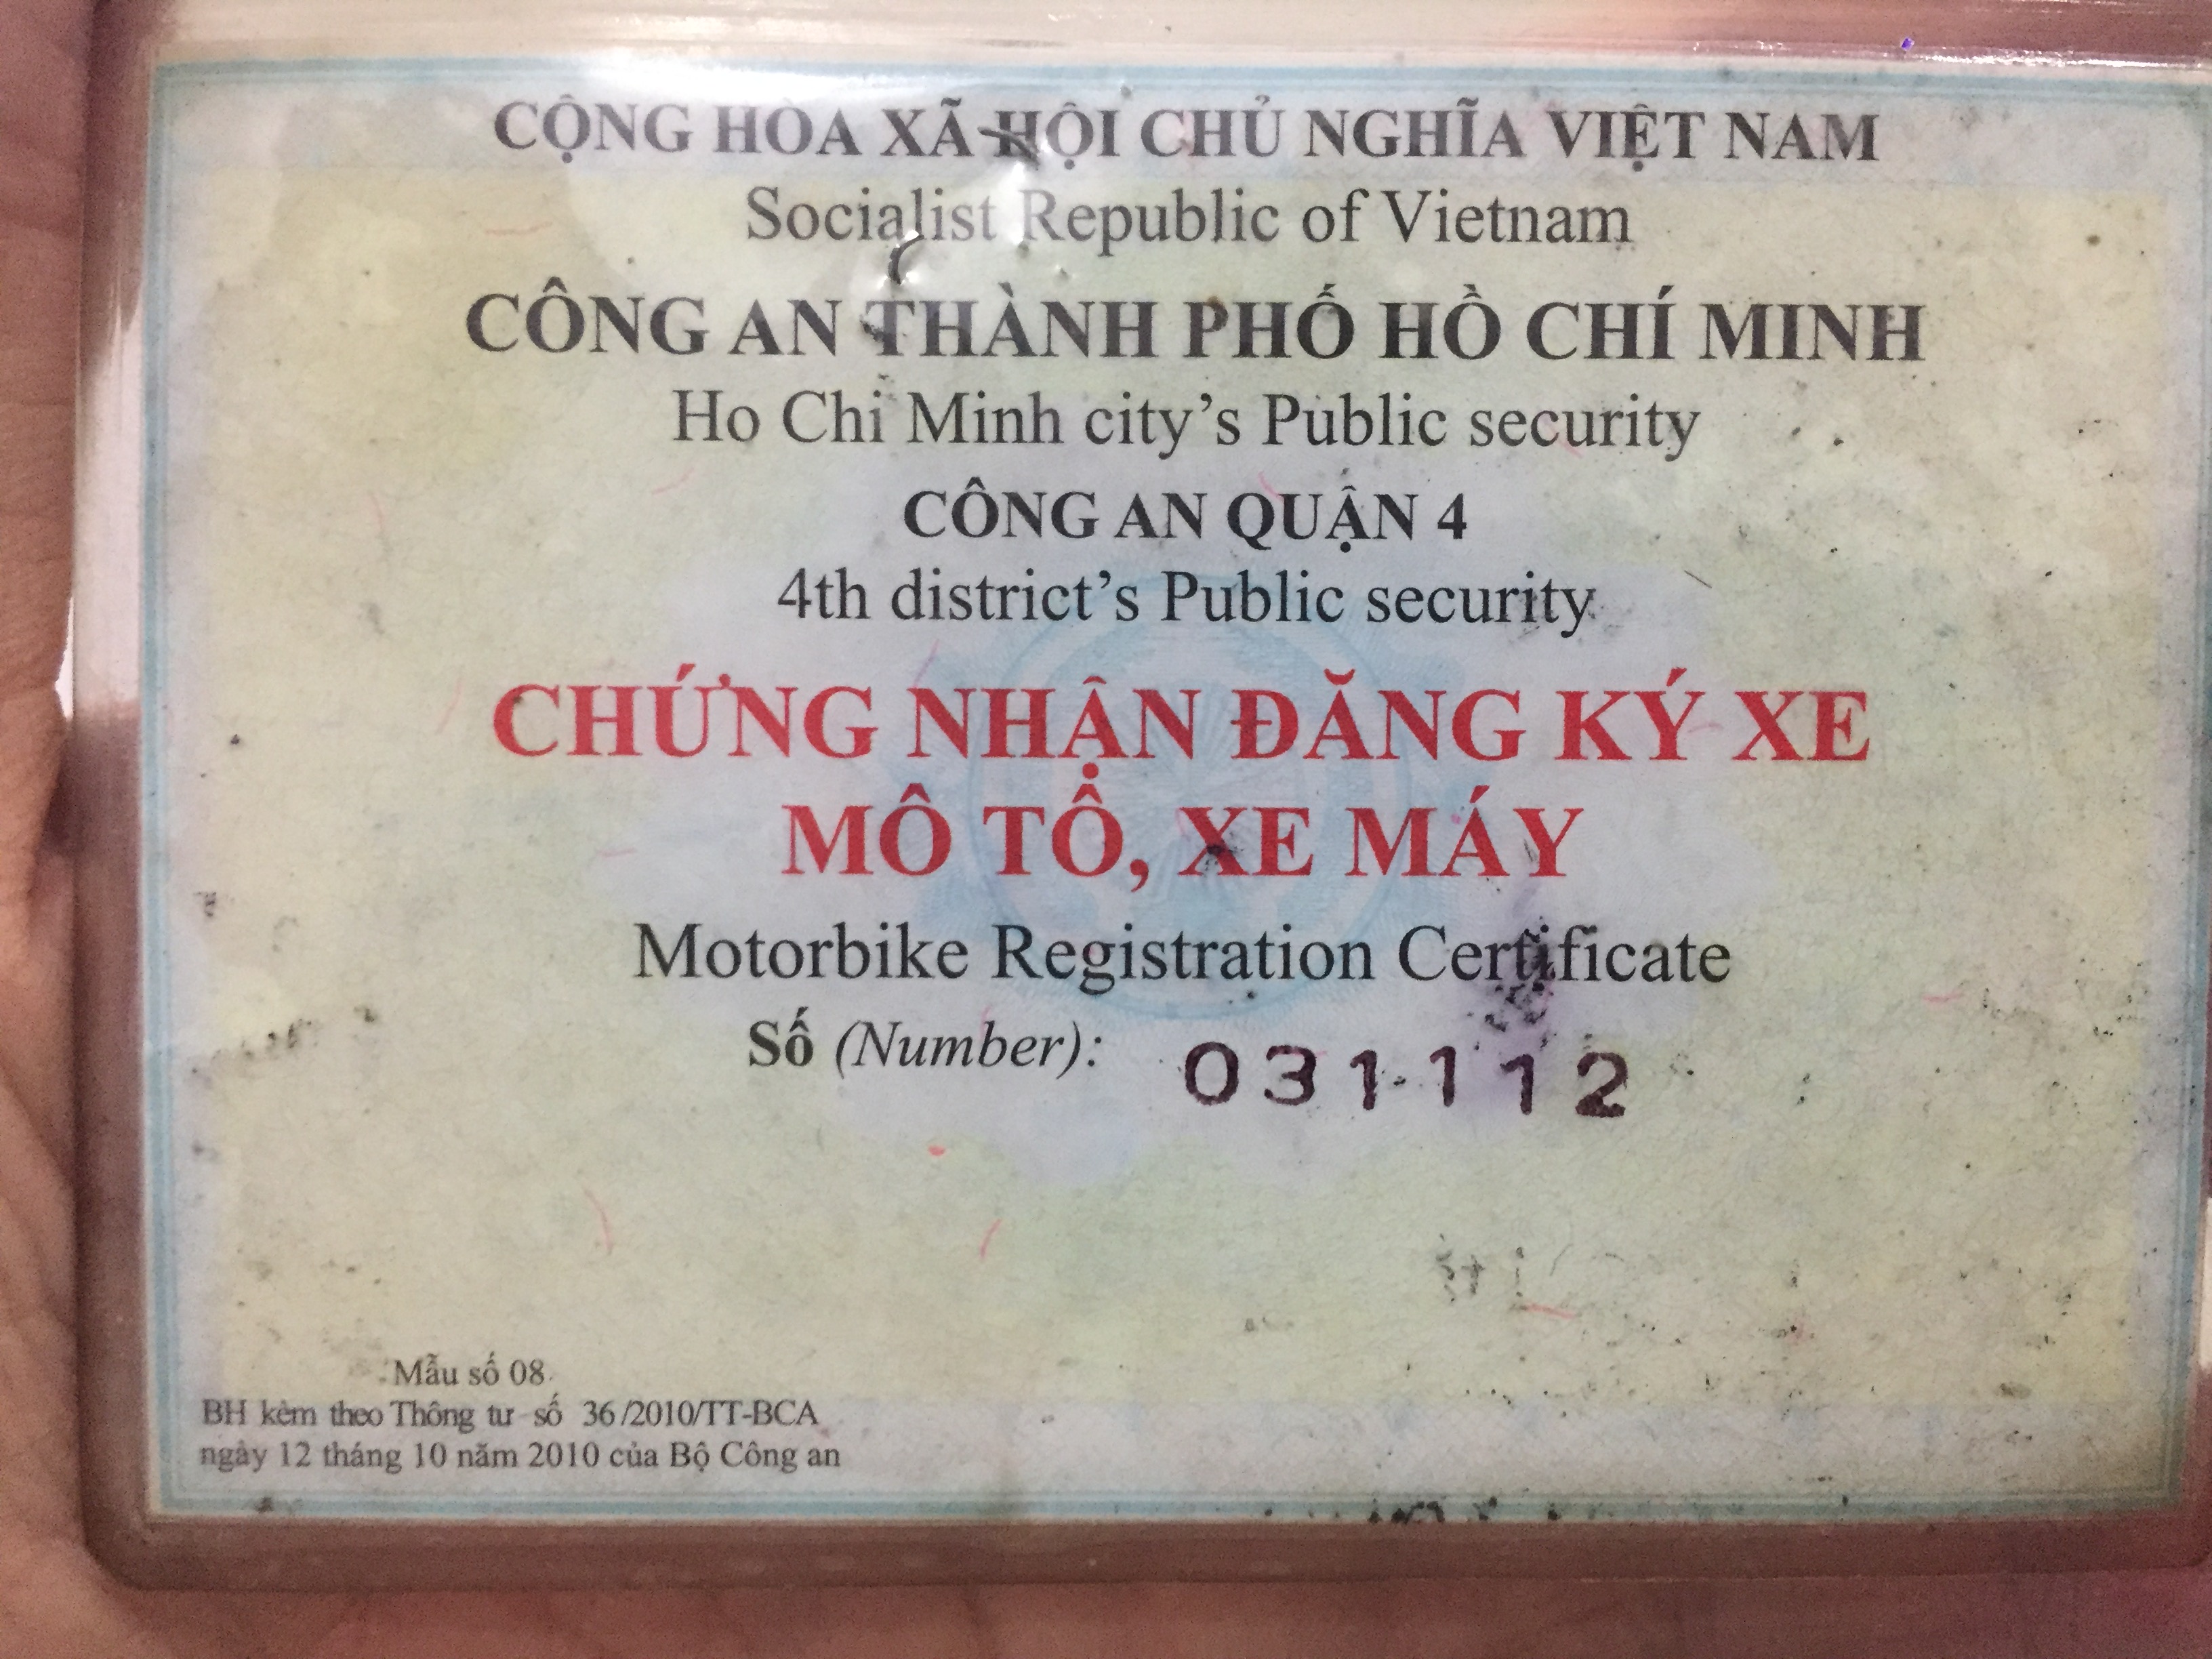 CỘNG HÒA XÃ HỘI CHỦ NGHĨA VIỆT NAM
Socialist Republic of Vietnam
CÔNG AN THÀNH PHỐ HỒ CHÍ MINH
Ho Chi Minh city's Public security
CÔNG AN QUẬN 4
4th district's Public security
CHỨNG NHẬN ĐĂNG KÝ XE
MÔ TÔ, XE MÁY
Motorbike Registration Certificate
Số (Number): 031112
Mẫu số 08
BH kèm theo Thông tư số 36/2010/TT-BCA
ngày 12 tháng 10 năm 2010 của Bộ Công an